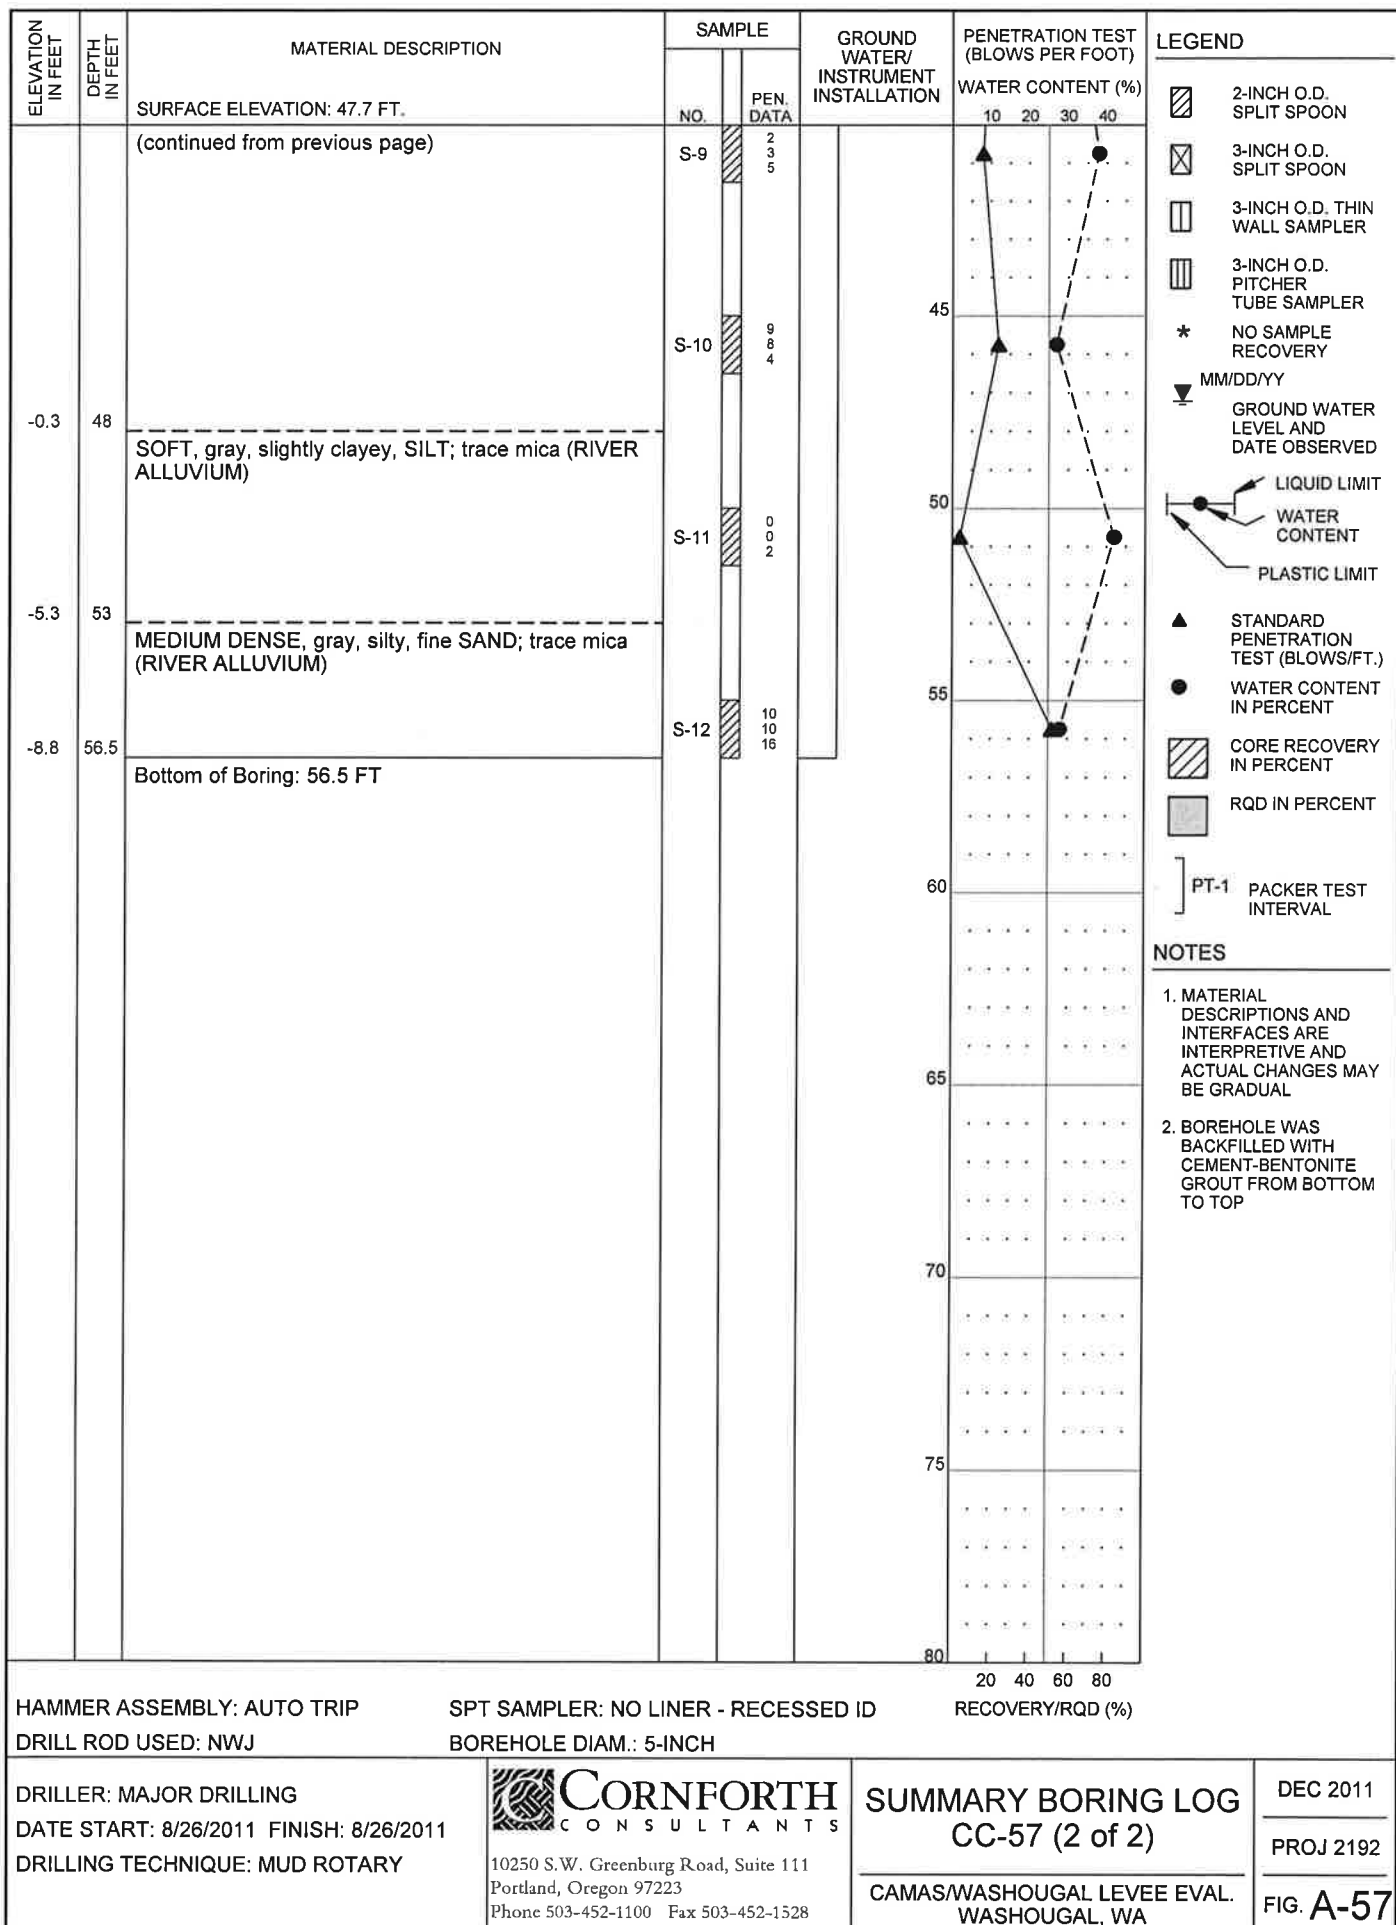 ELEVATION
IN FEET
DEPTH
IN FEET
MATERIAL DESCRIPTION
SURFACE ELEVATION: 47.7 FT.
SAMPLE
NO.
PEN.
DATA
GROUND
WATER/
INSTRUMENT
INSTALLATION
PENETRATION TEST
(BLOWS PER FOOT)
WATER CONTENT (%)
10 20 30 40
(continued from previous page)
S-9
2
3
5
45
S-10
9
8
4
-0.3 48
SOFT, gray, slightly clayey, SILT; trace mica (RIVER
ALLUVIUM)
50
S-11
0
0
2
-5.3 53
MEDIUM DENSE, gray, silty, fine SAND; trace mica
(RIVER ALLUVIUM)
55
S-12
10
10
16
-8.8 56.5
Bottom of Boring: 56.5 FT
60
65
70
75
80
20 40 60 80
RECOVERY/RQD (%)
LEGEND
2-INCH O.D.
SPLIT SPOON
3-INCH O.D.
SPLIT SPOON
3-INCH O.D. THIN
WALL SAMPLER
3-INCH O.D.
PITCHER
TUBE SAMPLER
* NO SAMPLE
RECOVERY
MM/DD/YY
GROUND WATER
LEVEL AND
DATE OBSERVED
LIQUID LIMIT
WATER
CONTENT
PLASTIC LIMIT
STANDARD
PENETRATION
TEST (BLOWS/FT.)
WATER CONTENT
IN PERCENT
CORE RECOVERY
IN PERCENT
RQD IN PERCENT
PT-1 PACKER TEST
INTERVAL
NOTES
1. MATERIAL
DESCRIPTIONS AND
INTERFACES ARE
INTERPRETIVE AND
ACTUAL CHANGES MAY
BE GRADUAL
2. BOREHOLE WAS
BACKFILLED WITH
CEMENT-BENTONITE
GROUT FROM BOTTOM
TO TOP
HAMMER ASSEMBLY: AUTO TRIP SPT SAMPLER: NO LINER - RECESSED ID
DRILL ROD USED: NWJ BOREHOLE DIAM.: 5-INCH
DRILLER: MAJOR DRILLING
DATE START: 8/26/2011 FINISH: 8/26/2011
DRILLING TECHNIQUE: MUD ROTARY
CORNFORTH
CONSULTANTS
10250 S.W. Greenburg Road, Suite 111
Portland, Oregon 97223
Phone 503-452-1100 Fax 503-452-1528
SUMMARY BORING LOG
CC-57 (2 of 2)
CAMAS/WASHOUGAL LEVEE EVAL.
WASHOUGAL, WA
DEC 2011
PROJ 2192
FIG. A-57